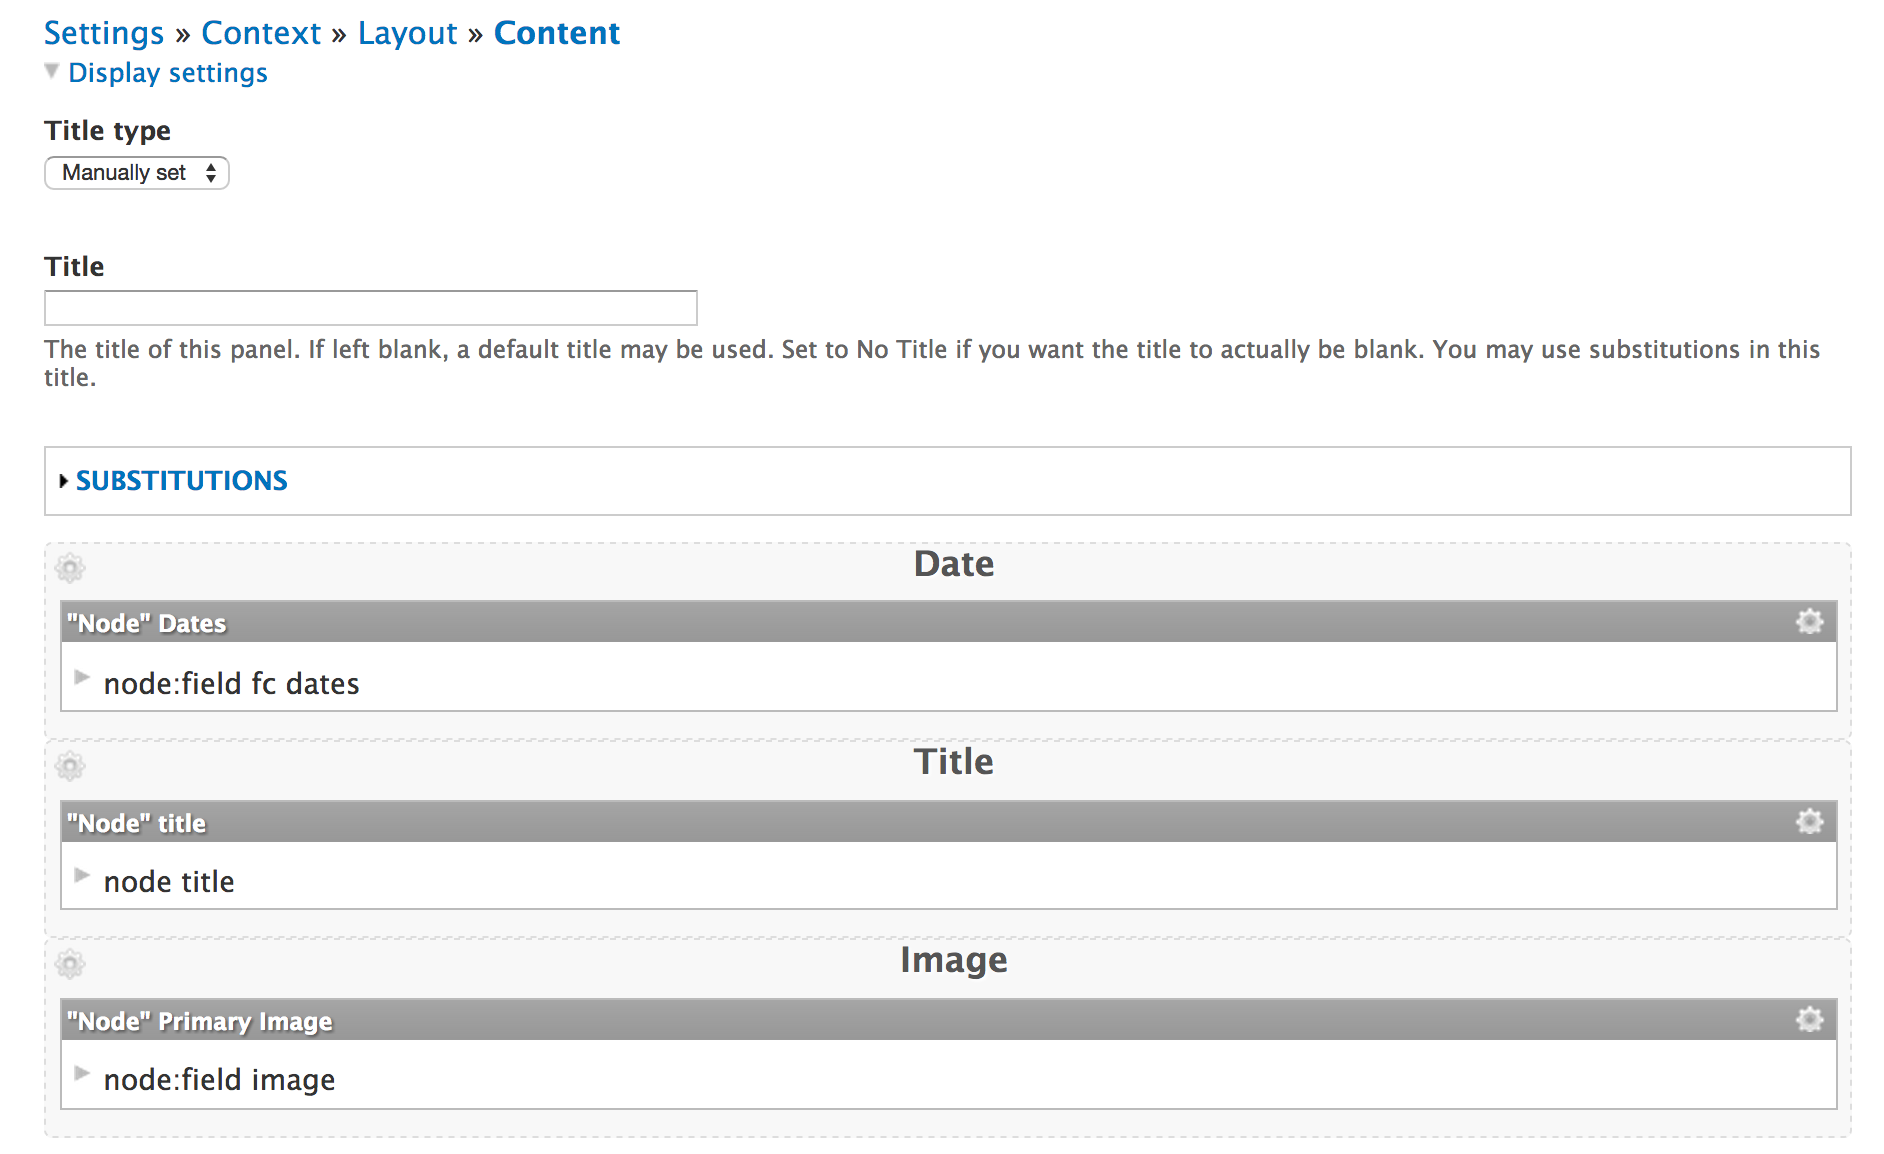 Settings » Context » Layout » Content
Display settings
Title type
Manually set
Title
The title of this panel. If left blank, a default title may be used. Set to No Title if you want the title to actually be blank. You may use substitutions in this
title.
SUBSTITUTIONS
Date
"Node" Dates
node:field fc dates
Title
"Node" title
node title
Image
"Node" Primary Image
node:field image